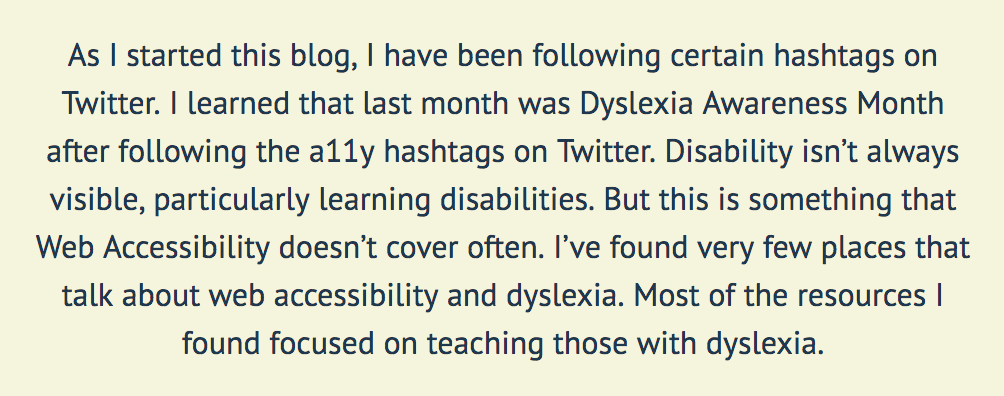 As I started this blog, I have been following certain hashtags on
Twitter. I learned that last month was Dyslexia Awareness Month
after following the a11y hashtags on Twitter. Disability isn’t always
visible, particularly learning disabilities. But this is something that
Web Accessibility doesn’t cover often. I’ve found very few places that
talk about web accessibility and dyslexia. Most of the resources I
found focused on teaching those with dyslexia.